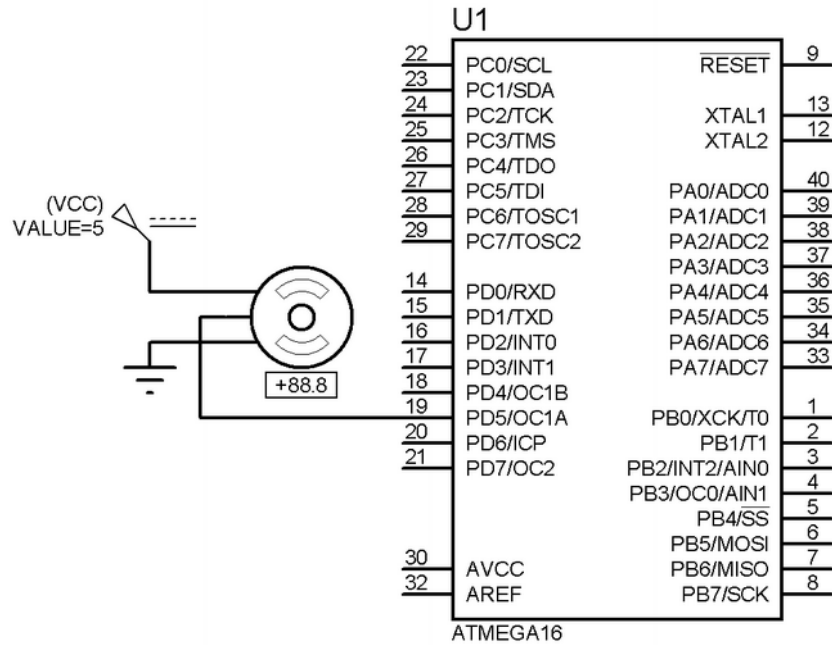 U1
22 PC0/SCL RESET 9
23 PC1/SDA
24 PC2/TCK XTAL1 13
25 PC3/TMS XTAL2 12
26 PC4/TDO
27 PC5/TDI PA0/ADC0 40
28 PC6/TOSC1 PA1/ADC1 39
29 PC7/TOSC2 PA2/ADC2 38
PA3/ADC3 37
14 PD0/RXD PA4/ADC4 36
15 PD1/TXD PA5/ADC5 35
16 PD2/INT0 PA6/ADC6 34
17 PD3/INT1 PA7/ADC7 33
18 PD4/OC1B
19 PD5/OC1A PB0/XCK/T0 1
20 PD6/ICP PB1/T1 2
21 PD7/OC2 PB2/INT2/AIN0 3
PB3/OC0/AIN1 4
PB4/SS 5
PB5/MOSI 6
30 AVCC PB6/MISO 7
32 AREF PB7/SCK 8
ATMEGA16
(VCC)
VALUE=5
+88.8